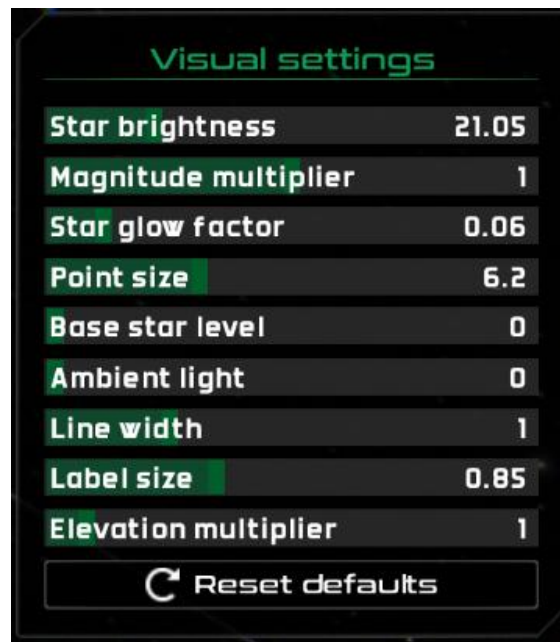 Visual settings
Star brightness 21.05
Magnitude multiplier 1
Star glow factor 0.06
Point size 6.2
Base star level 0
Ambient light 0
Line width 1
Label size 0.85
Elevation multiplier 1
Reset defaults